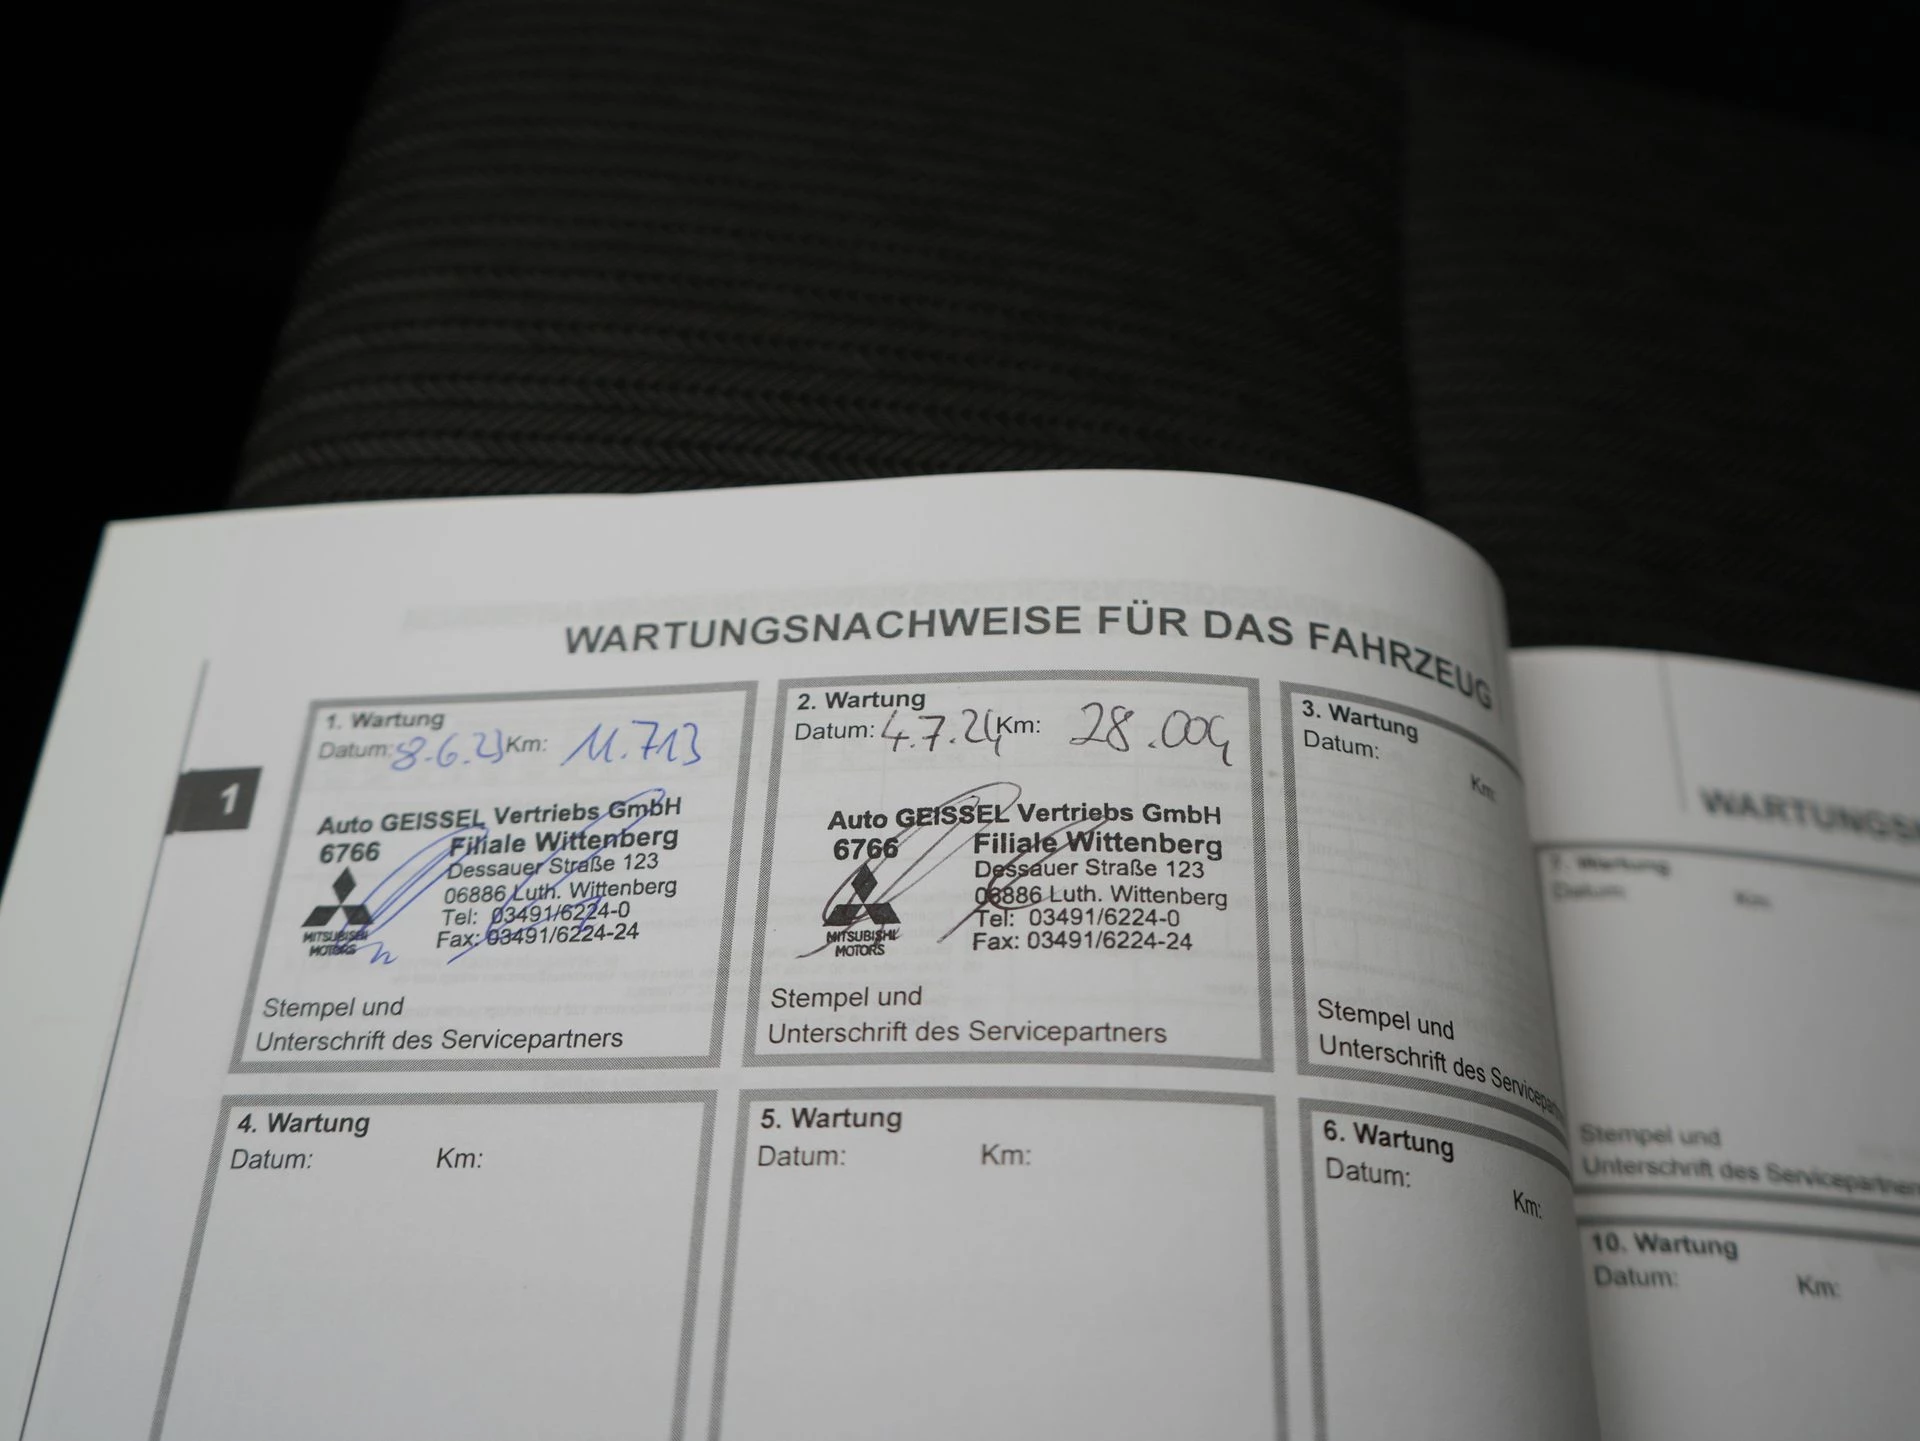 WARTUNGSNACHWEISE FÜR DAS FAHRZEUG
1
1. Wartung
Datum: 8.6.23 Km: 11.713
Auto GEISSEL Vertriebs GmbH
6766 Filiale Wittenberg
Dessauer Straße 123
06886 Luth. Wittenberg
Tel: 03491/6224-0
Fax: 03491/6224-24
MITSUBISHI
MOTORS
Stempel und
Unterschrift des Servicepartners
2. Wartung
Datum: 4.7.24 Km: 28.004
Auto GEISSEL Vertriebs GmbH
6766 Filiale Wittenberg
Dessauer Straße 123
06886 Luth. Wittenberg
Tel: 03491/6224-0
Fax: 03491/6224-24
MITSUBISHI
MOTORS
Stempel und
Unterschrift des Servicepartners
3. Wartung
Datum:
Km:
Stempel und
Unterschrift des
4. Wartung
Datum: Km:
5. Wartung
Datum: Km:
6. Wartung
Datum:
Km:
7. Wartung
Datum: Km:
Stempel und
Unterschrift des Servicepartners
10. Wartung
Datum: Km: